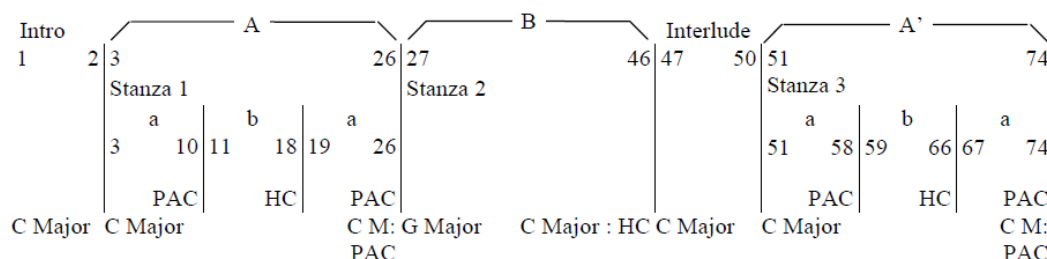 A B A’
Intro Interlude
1 2 3 26 27 46 47 50 51 74
Stanza 1 Stanza 2 Stanza 3
a b a a b a
3 10 11 18 19 26 51 58 59 66 67 74
PAC HC PAC PAC HC PAC
C Major C Major C M: G Major C Major : HC C Major C Major C M:
PAC PAC